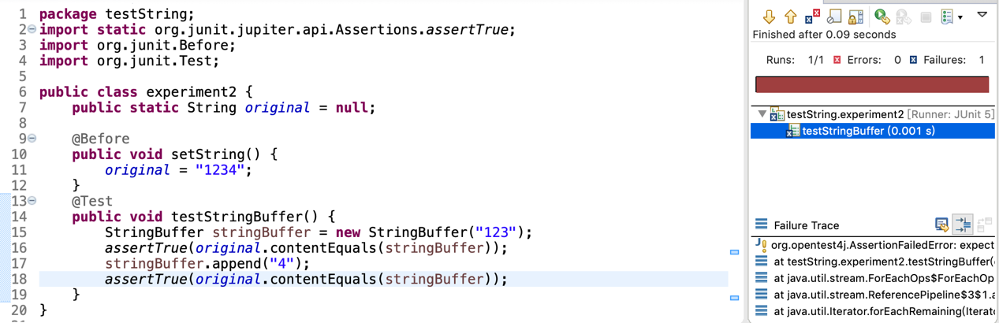 1 package testString;
2 import static org.junit.jupiter.api.Assertions.assertTrue;
3 import org.junit.Before;
4 import org.junit.Test;
5
6 public class experiment2 {
7     public static String original = null;
8
9     @Before
10     public void setString() {
11         original = "1234";
12     }
13     @Test
14     public void testStringBuffer() {
15         StringBuffer stringBuffer = new StringBuffer("123");
16         assertTrue(original.contentEquals(stringBuffer));
17         stringBuffer.append("4");
18         assertTrue(original.contentEquals(stringBuffer));
19     }
20 }
Finished after 0.09 seconds
Runs: 1/1 Errors: 0 Failures: 1
testString.experiment2 [Runner: JUnit 5]
testStringBuffer (0.001 s)
Failure Trace
org.opentest4j.AssertionFailedError: expect
at testString.experiment2.testStringBuffer(
at java.util.stream.ForEachOps$ForEachOp
at java.util.stream.ReferencePipeline$3$1.a
at java.util.Iterator.forEachRemaining(Iterat